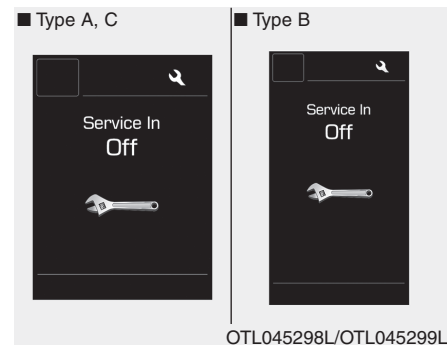 ■ Type A, C
Service In
Off
■ Type B
Service In
Off
OTL045298L/OTL045299L